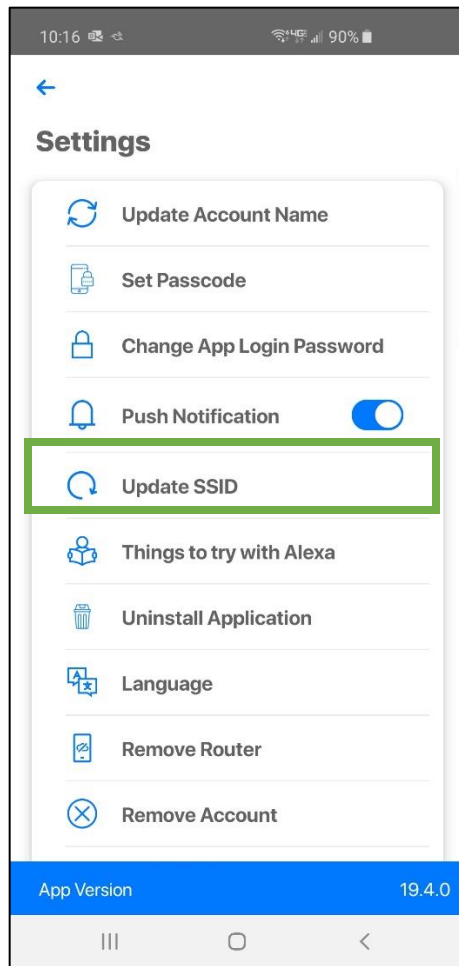 10:16 4G 90%
Settings
Update Account Name
Set Passcode
Change App Login Password
Push Notification
Update SSID
Things to try with Alexa
Uninstall Application
Language
Remove Router
Remove Account
App Version 19.4.0